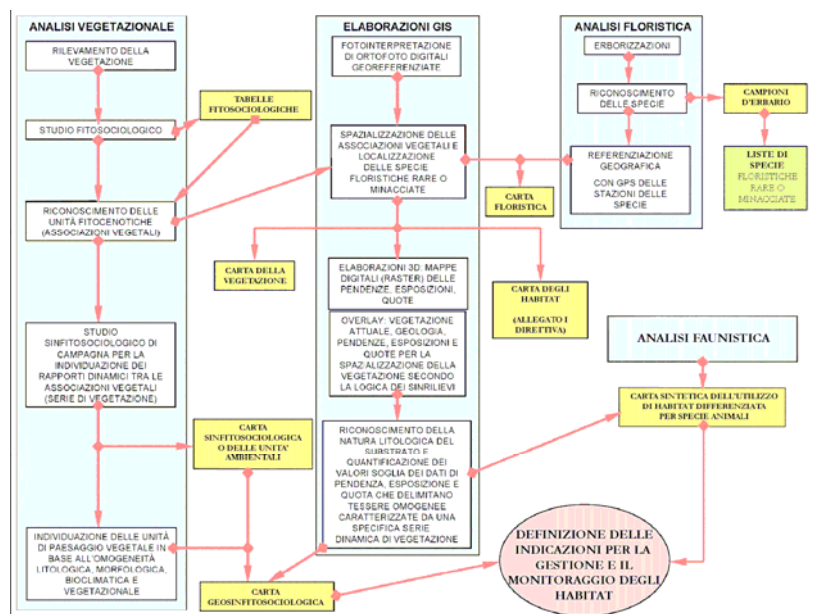 ANALISI VEGETAZIONALE
RILEVAMENTO DELLA
VEGETAZIONE
STUDIO FITOSOCIOLOGICO
TABELLE
FITOSOCIOLOGICHE
RICONOSCIMENTO DELLE
UNITÀ FITOCENOTICHE
(ASSOCIAZIONI VEGETALI)
STUDIO
SINFITOSOCIOLOGICO DI
CAMPAGNA PER LA
INDIVIDUAZIONE DEI
RAPPORTI DINAMICI TRA LE
ASSOCIAZIONI VEGETALI
(SERIE DI VEGETAZIONE)
CARTA
SINFITOSOCIOLOGICA
O DELLE UNITA'
AMBIENTALI
INDIVIDUAZIONE DELLE UNITÀ
DI PAESAGGIO VEGETALE IN
BASE ALL'OMOGENEITÀ
LITOLOGICA, MORFOLOGICA,
BIOCLIMATICA E
VEGETAZIONALE
ELABORAZIONI GIS
FOTOINTERPRETAZIONE
DI ORTOFOTO DIGITALI
GEOREFERENZIATE
SPAZIALIZZAZIONE DELLE
ASSOCIAZIONI VEGETALI E
LOCALIZZAZIONE DELLE
SPECIE
FLORISTICHE RARE O
MINACCIATE
CARTA DELLA
VEGETAZIONE
ELABORAZIONI 3D: MAPPE
DIGITALI (RASTER) DELLE
PENDENZE, ESPOSIZIONI,
QUOTE
OVERLAY: VEGETAZIONE
ATTUALE, GEOLOGIA,
PENDENZE, ESPOSIZIONI E
QUOTE PER LA
SPAZIALIZZAZIONE DELLA
VEGETAZIONE SECONDO
LA LOGICA DEI SINRILIEVI
RICONOSCIMENTO DELLA
NATURA LITOLOGICA DEL
SUBSTRATO E
QUANTIFICAZIONE DEI
VALORI SOGLIA DEI DATI DI
PENDENZA, ESPOSIZIONE E
QUOTA CHE DELIMITANO
TESSERE OMOGENEE
CARATTERIZZATE DA UNA
SPECIFICA SERIE
DINAMICA DI VEGETAZIONE
CARTA
GEOSINFITOSOCIOLOGICA
ANALISI FLORISTICA
ERBORIZZAZIONI
RICONOSCIMENTO
DELLE SPECIE
REFERENZIAZIONE
GEOGRAFICA
CON GPS DELLE
STAZIONI DELLE
SPECIE
CARTA
FLORISTICA
CAMPIONI
D'ERBARIO
LISTE DI
SPECIE
FLORISTICHE
RARE O
MINACCIATE
CARTA DEGLI
HABITAT
(ALLEGATO I
DIRETTIVA)
ANALISI FAUNISTICA
CARTA SINTETICA DELL'UTILIZZO
DI HABITAT DIFFERENZIATA
PER SPECIE ANIMALI
DEFINIZIONE DELLE
INDICAZIONI PER LA
GESTIONE E IL
MONITORAGGIO DEGLI
HABITAT